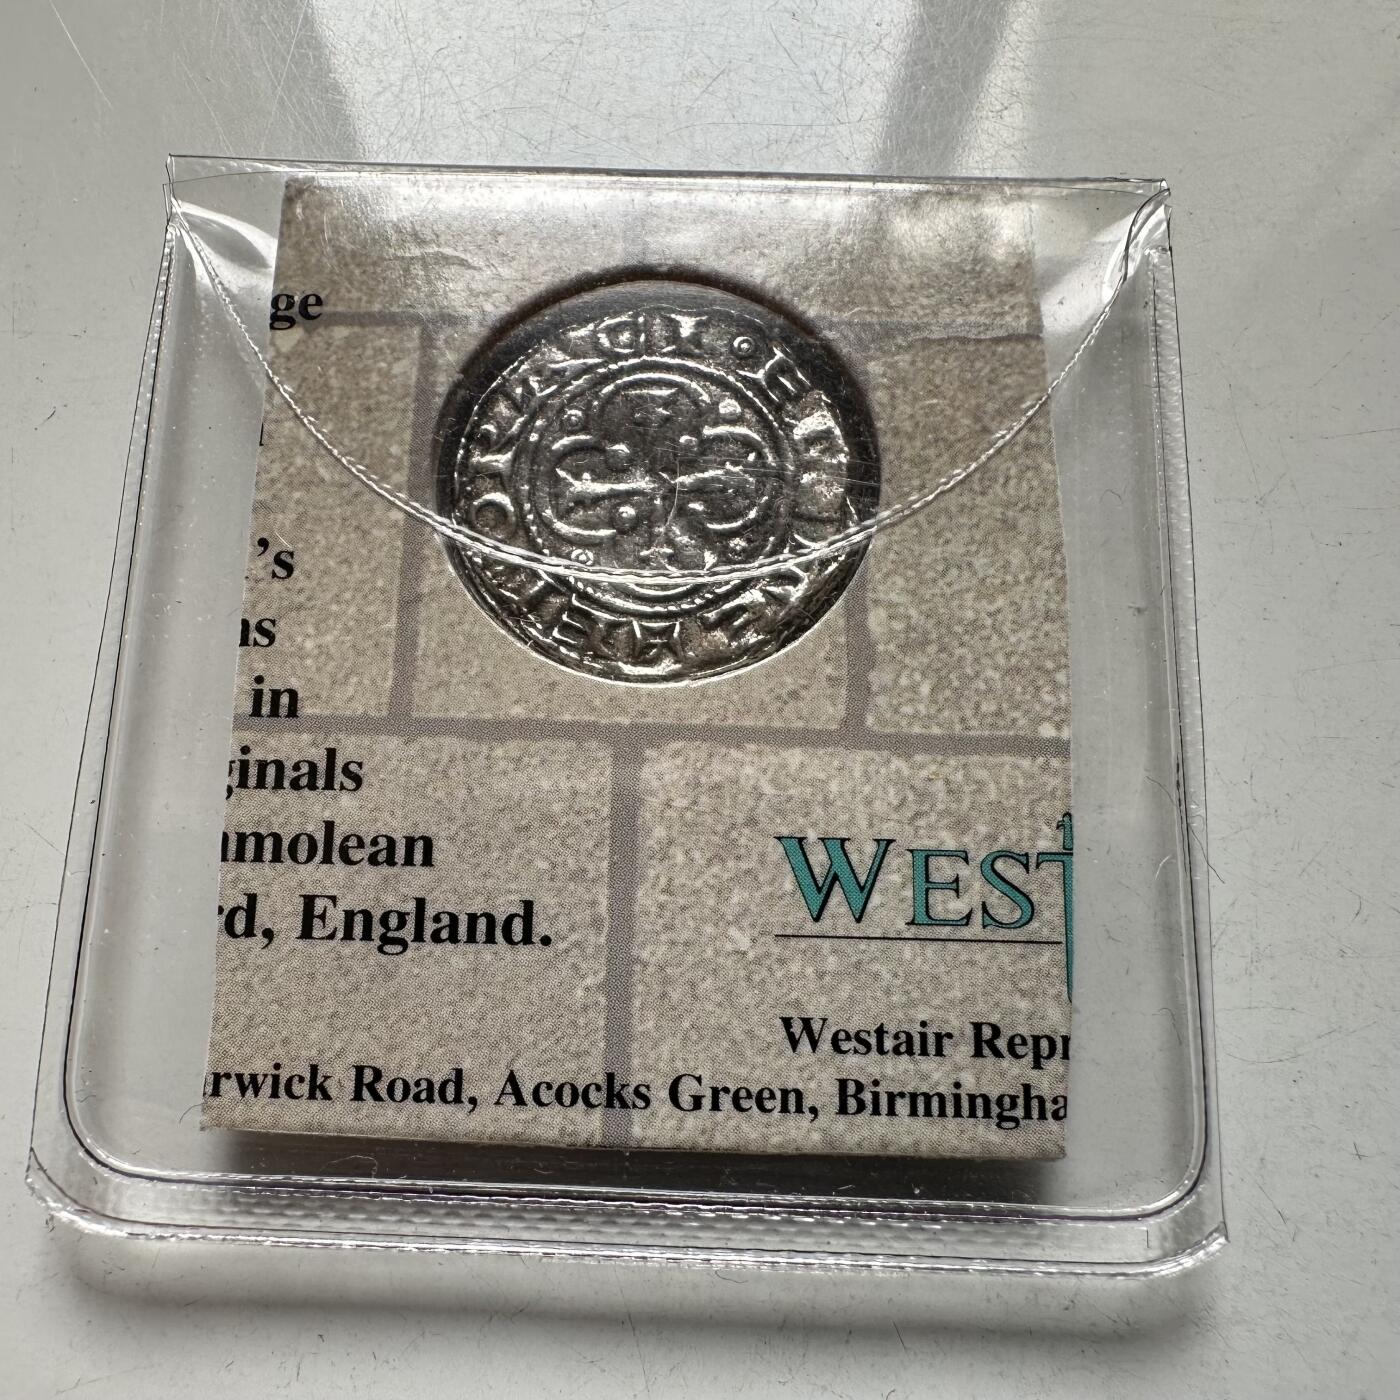 ge
's
ns
in
ginals
molean
rd, England.
WEST
Westair Repr
rwick Road, Acocks Green, Birmingha